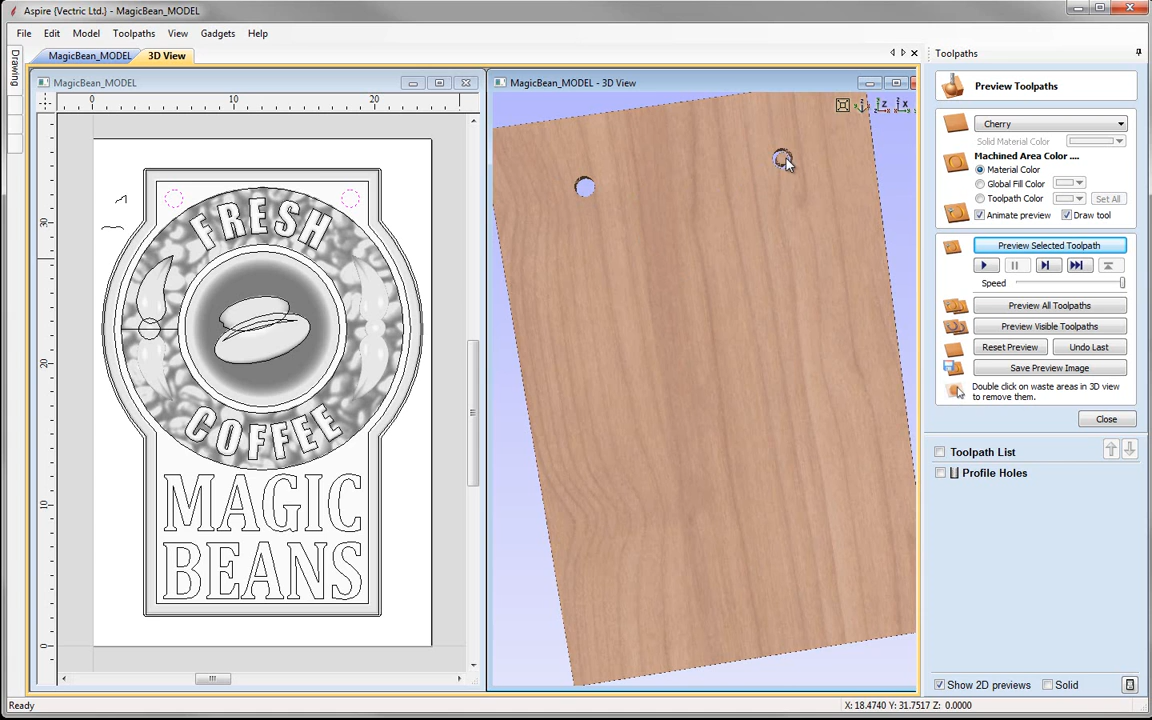 Aspire {Vectric Ltd.} - MagicBean_MODEL
File Edit Model Toolpaths View Gadgets Help
Drawing
MagicBean_MODEL 3D View
MagicBean_MODEL
0 10 20
30
20
10
0
FRESH
COFFEE
MAGIC
BEANS
MagicBean_MODEL - 3D View
Z X
Toolpaths
Preview Toolpaths
Cherry
Solid Material Color
Machined Area Color ....
Material Color
Global Fill Color
Toolpath Color Set All
Animate preview Draw tool
Preview Selected Toolpath
Speed
Preview All Toolpaths
Preview Visible Toolpaths
Reset Preview Undo Last
Save Preview Image
Double click on waste areas in 3D view
to remove them.
Close
Toolpath List
Profile Holes
Show 2D previews Solid
Ready
X: 18.4740 Y: 31.7517 Z: 0.0000